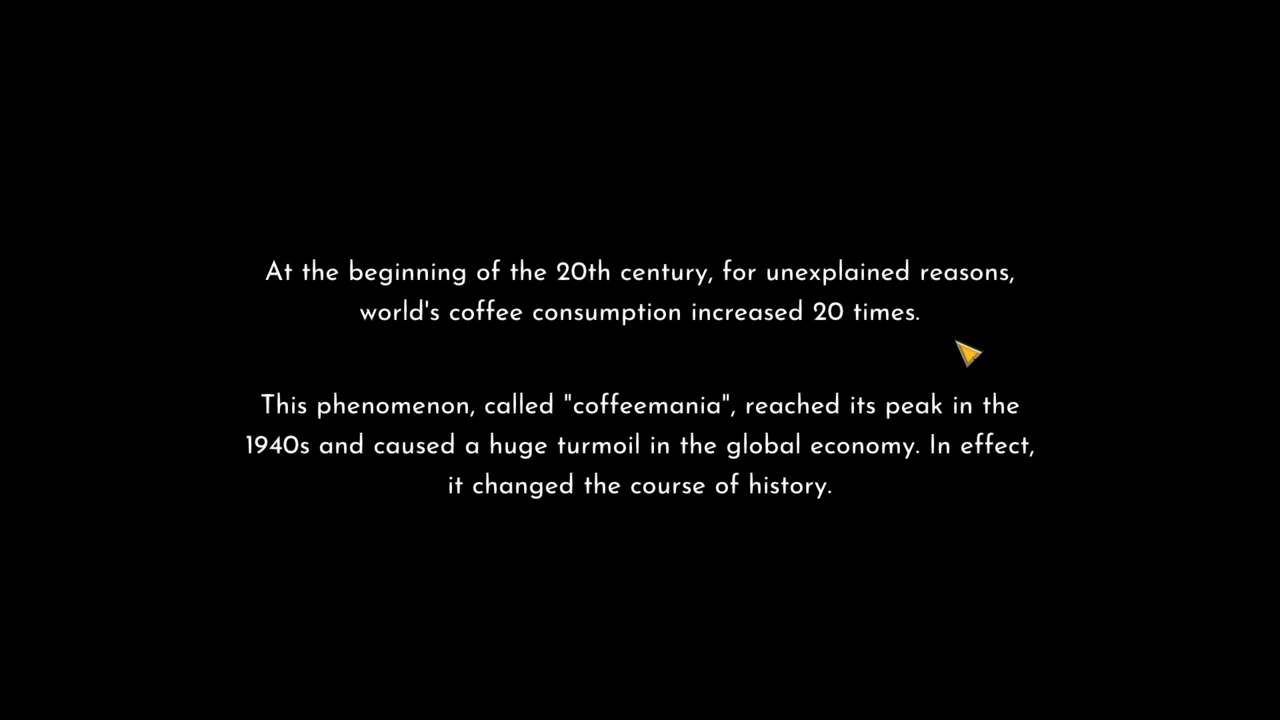 At the beginning of the 20th century, for unexplained reasons,
world's coffee consumption increased 20 times.
This phenomenon, called "coffeemania", reached its peak in the
1940s and caused a huge turmoil in the global economy. In effect,
it changed the course of history.